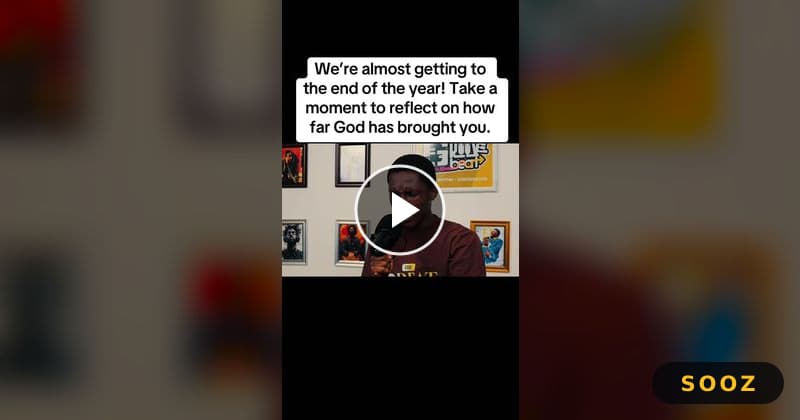 We're almost getting to
the end of the year! Take a
moment to reflect on how
far God has brought you.
beat
SOOZ